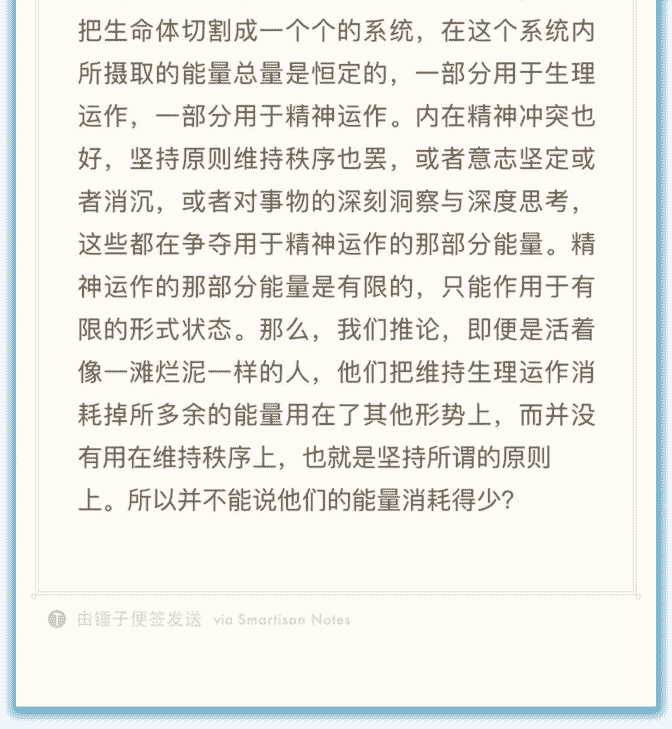 把生命体切割成一个个的系统，在这个系统内
所摄取的能量总量是恒定的，一部分用于生理
运作，一部分用于精神运作。内在精神冲突也
好，坚持原则维持秩序也罢，或者意志坚定或
者消沉，或者对事物的深刻洞察与深度思考，
这些都在争夺用于精神运作的那部分能量。精
神运作的那部分能量是有限的，只能作用于有
限的形式状态。那么，我们推论，即便是活着
像一滩烂泥一样的人，他们把维持生理运作消
耗掉所多余的能量用在了其他形势上，而并没
有用在维持秩序上，也就是坚持所谓的原则
上。所以并不能说他们的能量消耗得少？
由锤子便签发送 via Smartisan Notes